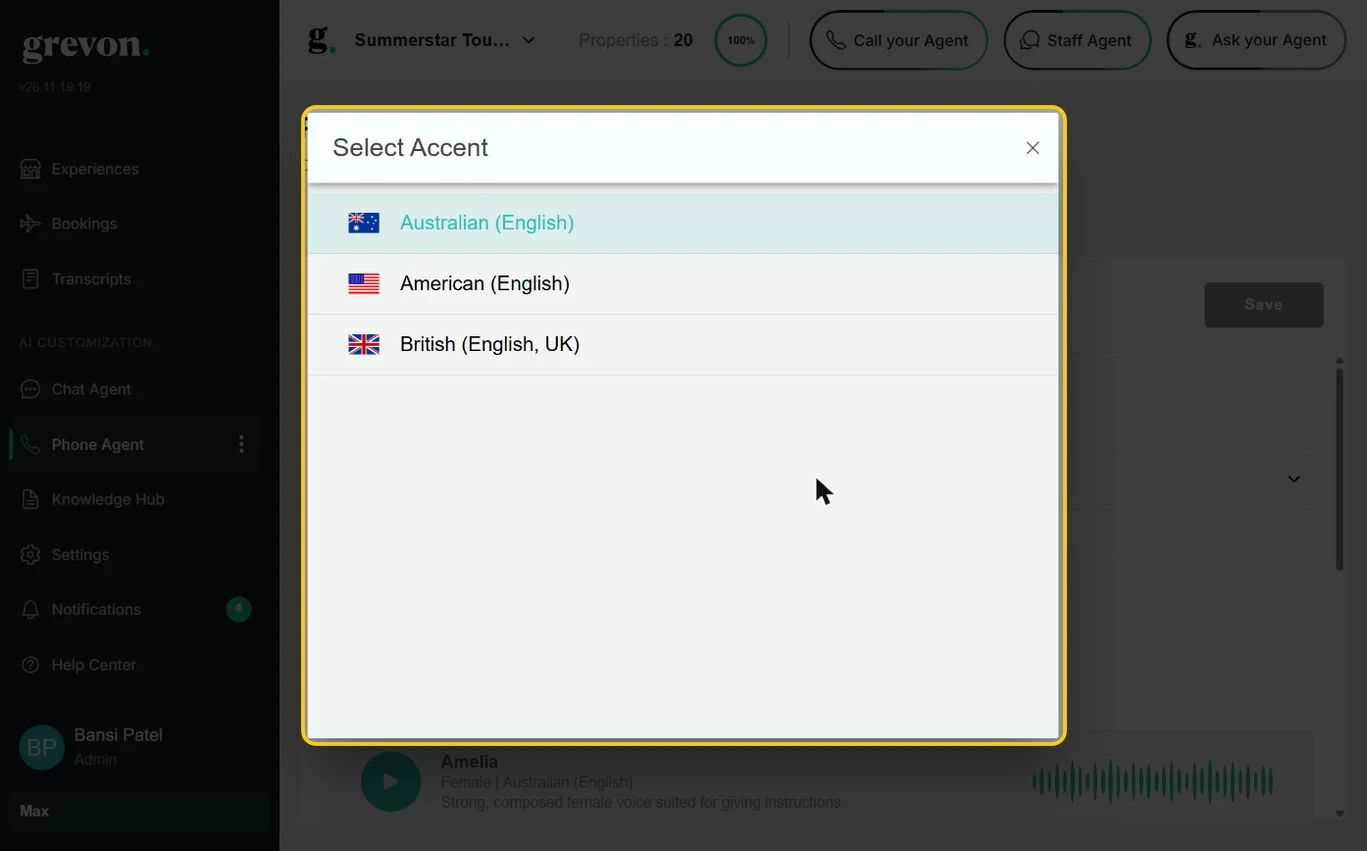 grevon.
v26.11.19.19
Experiences
Bookings
Transcripts
AI CUSTOMIZATION
Chat Agent
Phone Agent
Knowledge Hub
Settings
Notifications
4
Help Center
BP
Bansi Patel
Admin
Max
g.
Summerstar Tou...
Properties : 20
100%
Call your Agent
Staff Agent
g. Ask your Agent
Select Accent
Australian (English)
American (English)
British (English, UK)
Save
Amelia
Female | Australian (English)
Strong, composed female voice suited for giving instructions